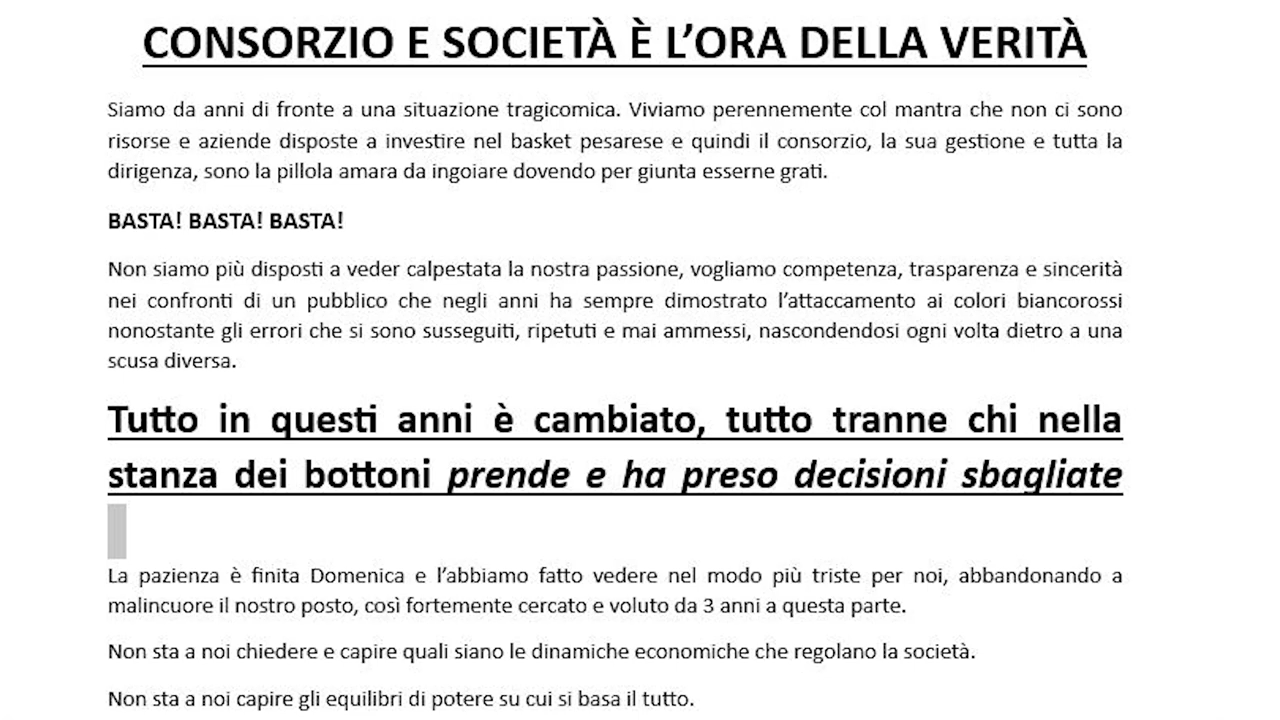 CONSORZIO E SOCIETÀ È L’ORA DELLA VERITÀ
Siamo da anni di fronte a una situazione tragicomica. Viviamo perennemente col mantra che non ci sono
risorse e aziende disposte a investire nel basket pesarese e quindi il consorzio, la sua gestione e tutta la
dirigenza, sono la pillola amara da ingoiare dovendo per giunta esserne grati.
BASTA! BASTA! BASTA!
Non siamo più disposti a veder calpestata la nostra passione, vogliamo competenza, trasparenza e sincerità
nei confronti di un pubblico che negli anni ha sempre dimostrato l’attaccamento ai colori biancorossi
nonostante gli errori che si sono susseguiti, ripetuti e mai ammessi, nascondendosi ogni volta dietro a una
scusa diversa.
Tutto in questi anni è cambiato, tutto tranne chi nella
stanza dei bottoni prende e ha preso decisioni sbagliate
La pazienza è finita Domenica e l’abbiamo fatto vedere nel modo più triste per noi, abbandonando a
malincuore il nostro posto, così fortemente cercato e voluto da 3 anni a questa parte.
Non sta a noi chiedere e capire quali siano le dinamiche economiche che regolano la società.
Non sta a noi capire gli equilibri di potere su cui si basa il tutto.